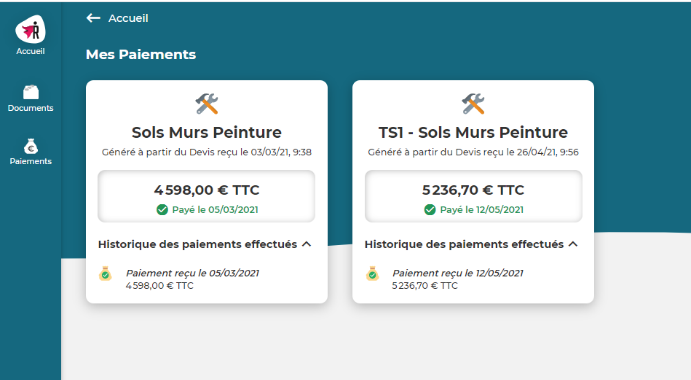 Accueil
Mes Paiements
Accueil
Documents
Paiements
Sols Murs Peinture
Généré à partir du Devis reçu le 03/03/21, 9:38
4 598,00 € TTC
Payé le 05/03/2021
Historique des paiements effectués
Paiement reçu le 05/03/2021
4 598,00 € TTC
TS1 - Sols Murs Peinture
Généré à partir du Devis reçu le 26/04/21, 9:56
5 236,70 € TTC
Payé le 12/05/2021
Historique des paiements effectués
Paiement reçu le 12/05/2021
5 236,70 € TTC